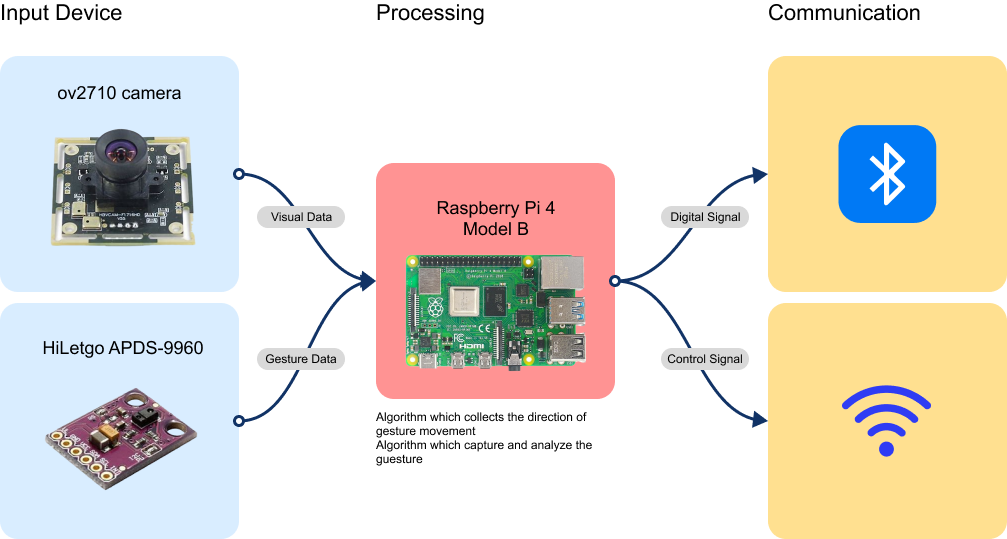 Input Device
Processing
Communication
ov2710 camera
HiLetgo APDS-9960
Visual Data
Gesture Data
Raspberry Pi 4
Model B
HDMI
Algorithm which collects the direction of
gesture movement
Algorithm which capture and analyze the
guesture
Digital Signal
Control Signal